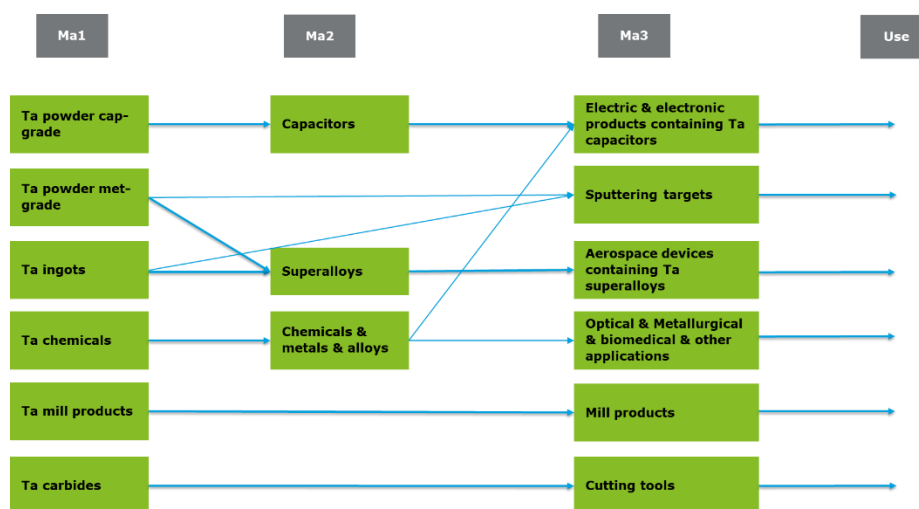 Ma1
Ma2
Ma3
Use
Ta powder cap-
grade
Capacitors
Electric & electronic
products containing Ta
capacitors
Ta powder met-
grade
Sputtering targets
Ta ingots
Superalloys
Aerospace devices
containing Ta
superalloys
Ta chemicals
Chemicals &
metals & alloys
Optical & Metallurgical
& biomedical & other
applications
Ta mill products
Mill products
Ta carbides
Cutting tools